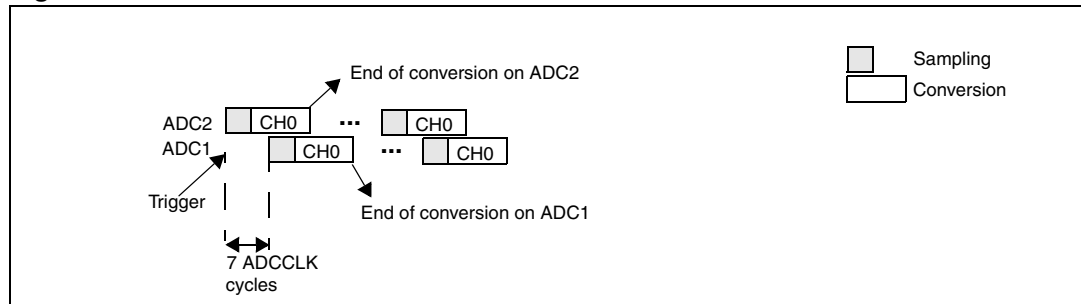 Sampling
Conversion
End of conversion on ADC2
ADC2 CH0 ... CH0
ADC1 CH0 ... CH0
Trigger
End of conversion on ADC1
7 ADCCLK
cycles